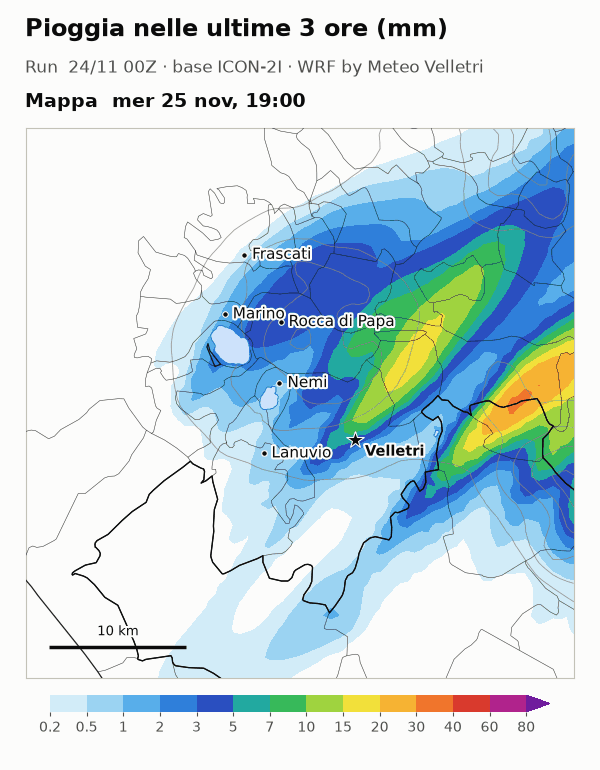 Pioggia nelle ultime 3 ore (mm)
Run  24/11 00Z · base ICON-2I · WRF by Meteo Velletri
Mappa  mer 25 nov, 19:00
Frascati
Marino
Rocca di Papa
Nemi
Velletri
Lanuvio
10 km
0.2 0.5 1 2 3 5 7 10 15 20 30 40 60 80